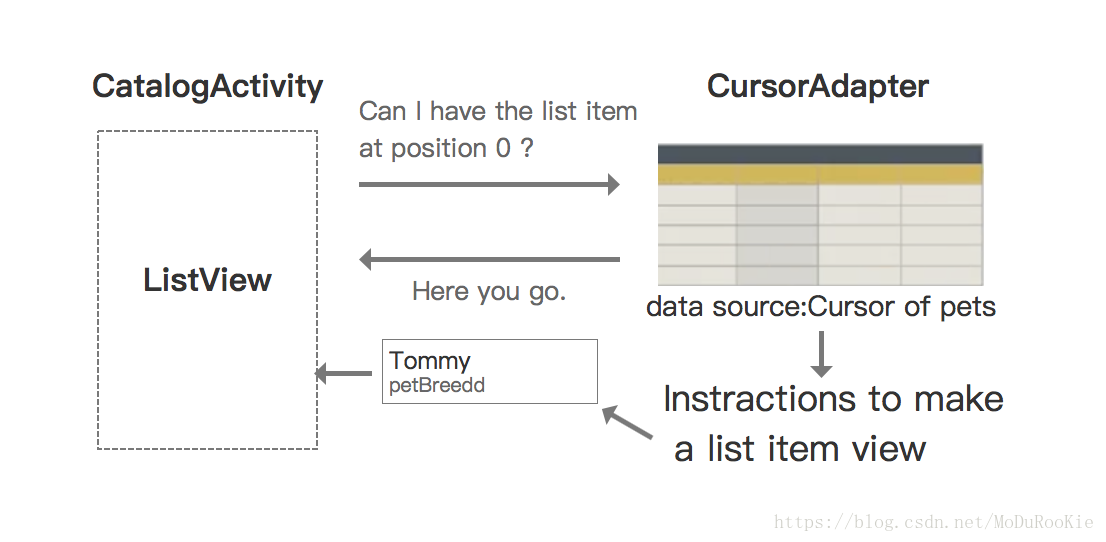 CatalogActivity
CursorAdapter
Can I have the list item
at position 0 ?
ListView
Here you go.
data source:Cursor of pets
Tommy
petBreedd
Instractions to make
a list item view
https://blog.csdn.net/MoDuRooKie